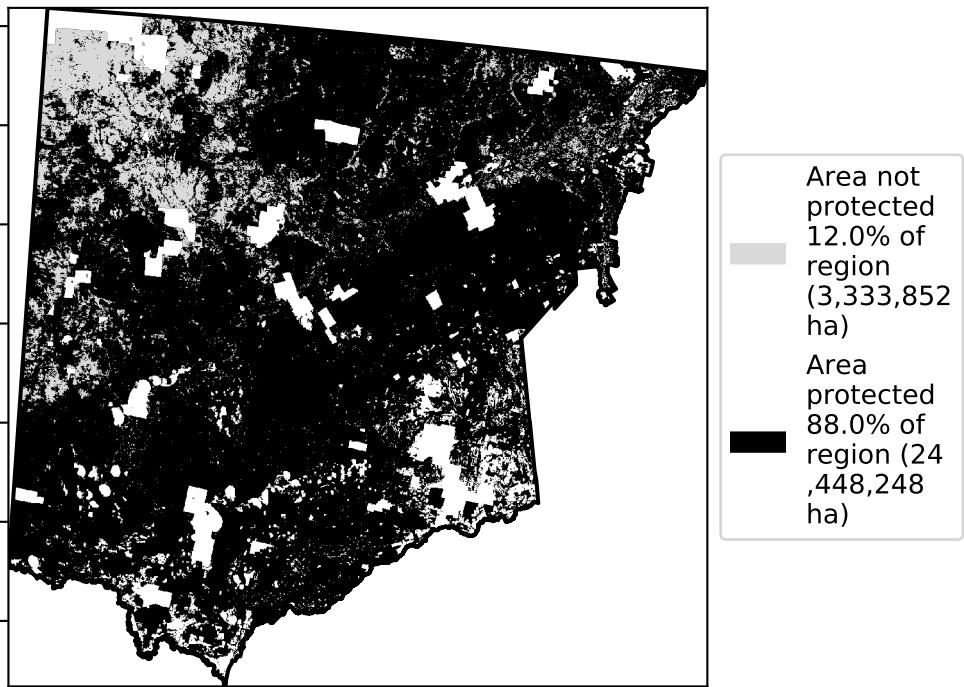 Area not
protected
12.0% of
region
(3,333,852
ha)
Area
protected
88.0% of
region (24
,448,248
ha)